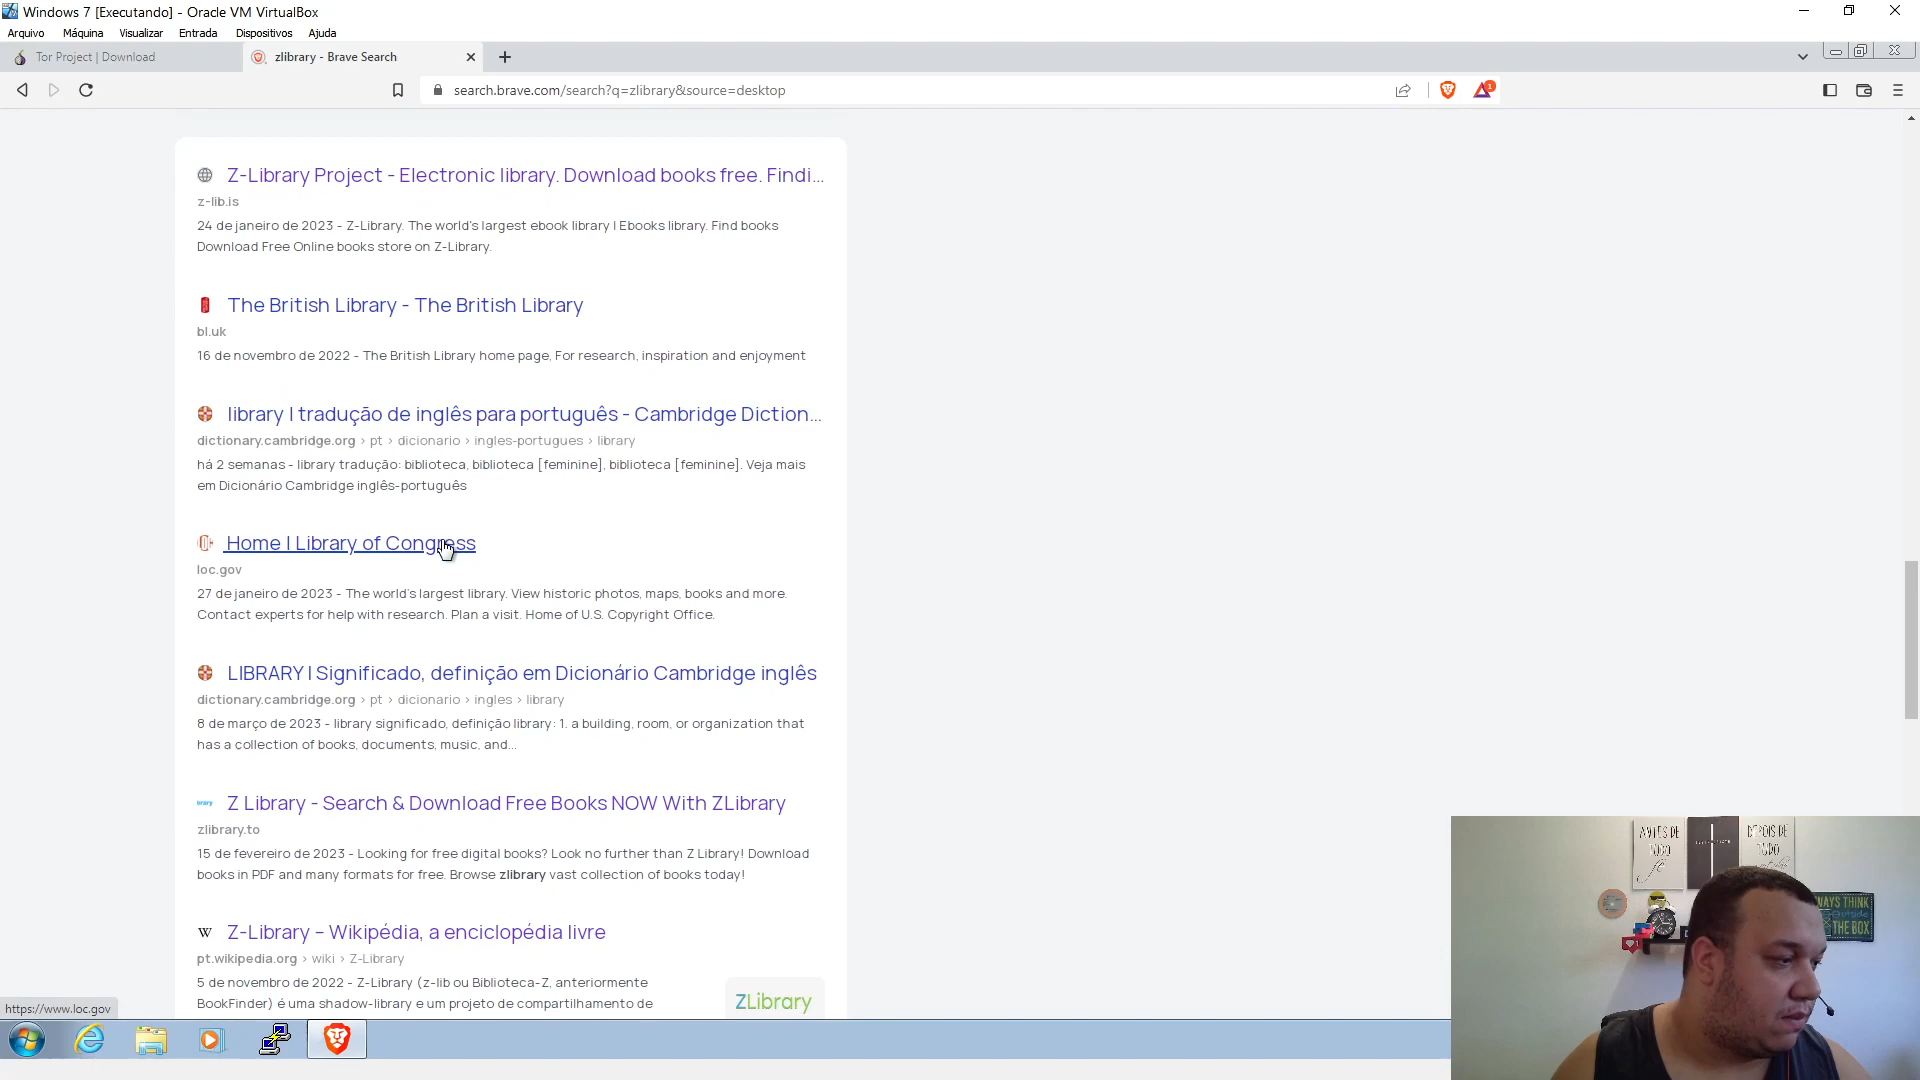 Windows 7 [Executando] - Oracle VM VirtualBox
Arquivo Máquina Visualizar Entrada Dispositivos Ajuda
Tor Project | Download
zlibrary - Brave Search
search.brave.com/search?q=zlibrary&source=desktop
1
Z-Library Project - Electronic library. Download books free. Findi...
z-lib.is
24 de janeiro de 2023 - Z-Library. The world's largest ebook library | Ebooks library. Find books
Download Free Online books store on Z-Library.
The British Library - The British Library
bl.uk
16 de novembro de 2022 - The British Library home page, For research, inspiration and enjoyment
library | tradução de inglês para português - Cambridge Diction...
dictionary.cambridge.org › pt › dicionario › ingles-portugues › library
há 2 semanas - library tradução: biblioteca, biblioteca [feminine], biblioteca [feminine]. Veja mais
em Dicionário Cambridge inglês-português
Home | Library of Congress
loc.gov
27 de janeiro de 2023 - The world's largest library. View historic photos, maps, books and more.
Contact experts for help with research. Plan a visit. Home of U.S. Copyright Office.
LIBRARY | Significado, definição em Dicionário Cambridge inglês
dictionary.cambridge.org › pt › dicionario › ingles › library
8 de março de 2023 - library significado, definição library: 1. a building, room, or organization that
has a collection of books, documents, music, and...
Z Library - Search & Download Free Books NOW With ZLibrary
zlibrary.to
15 de fevereiro de 2023 - Looking for free digital books? Look no further than Z Library! Download
books in PDF and many formats for free. Browse zlibrary vast collection of books today!
Z-Library – Wikipédia, a enciclopédia livre
pt.wikipedia.org › wiki › Z-Library
5 de novembro de 2022 - Z-Library (z-lib ou Biblioteca-Z, anteriormente
BookFinder) é uma shadow-library e um projeto de compartilhamento de
ZLibrary
https://www.loc.gov
ANTES DE
TUDO
DEPOIS DE
TUDO
THINK
THE BOX